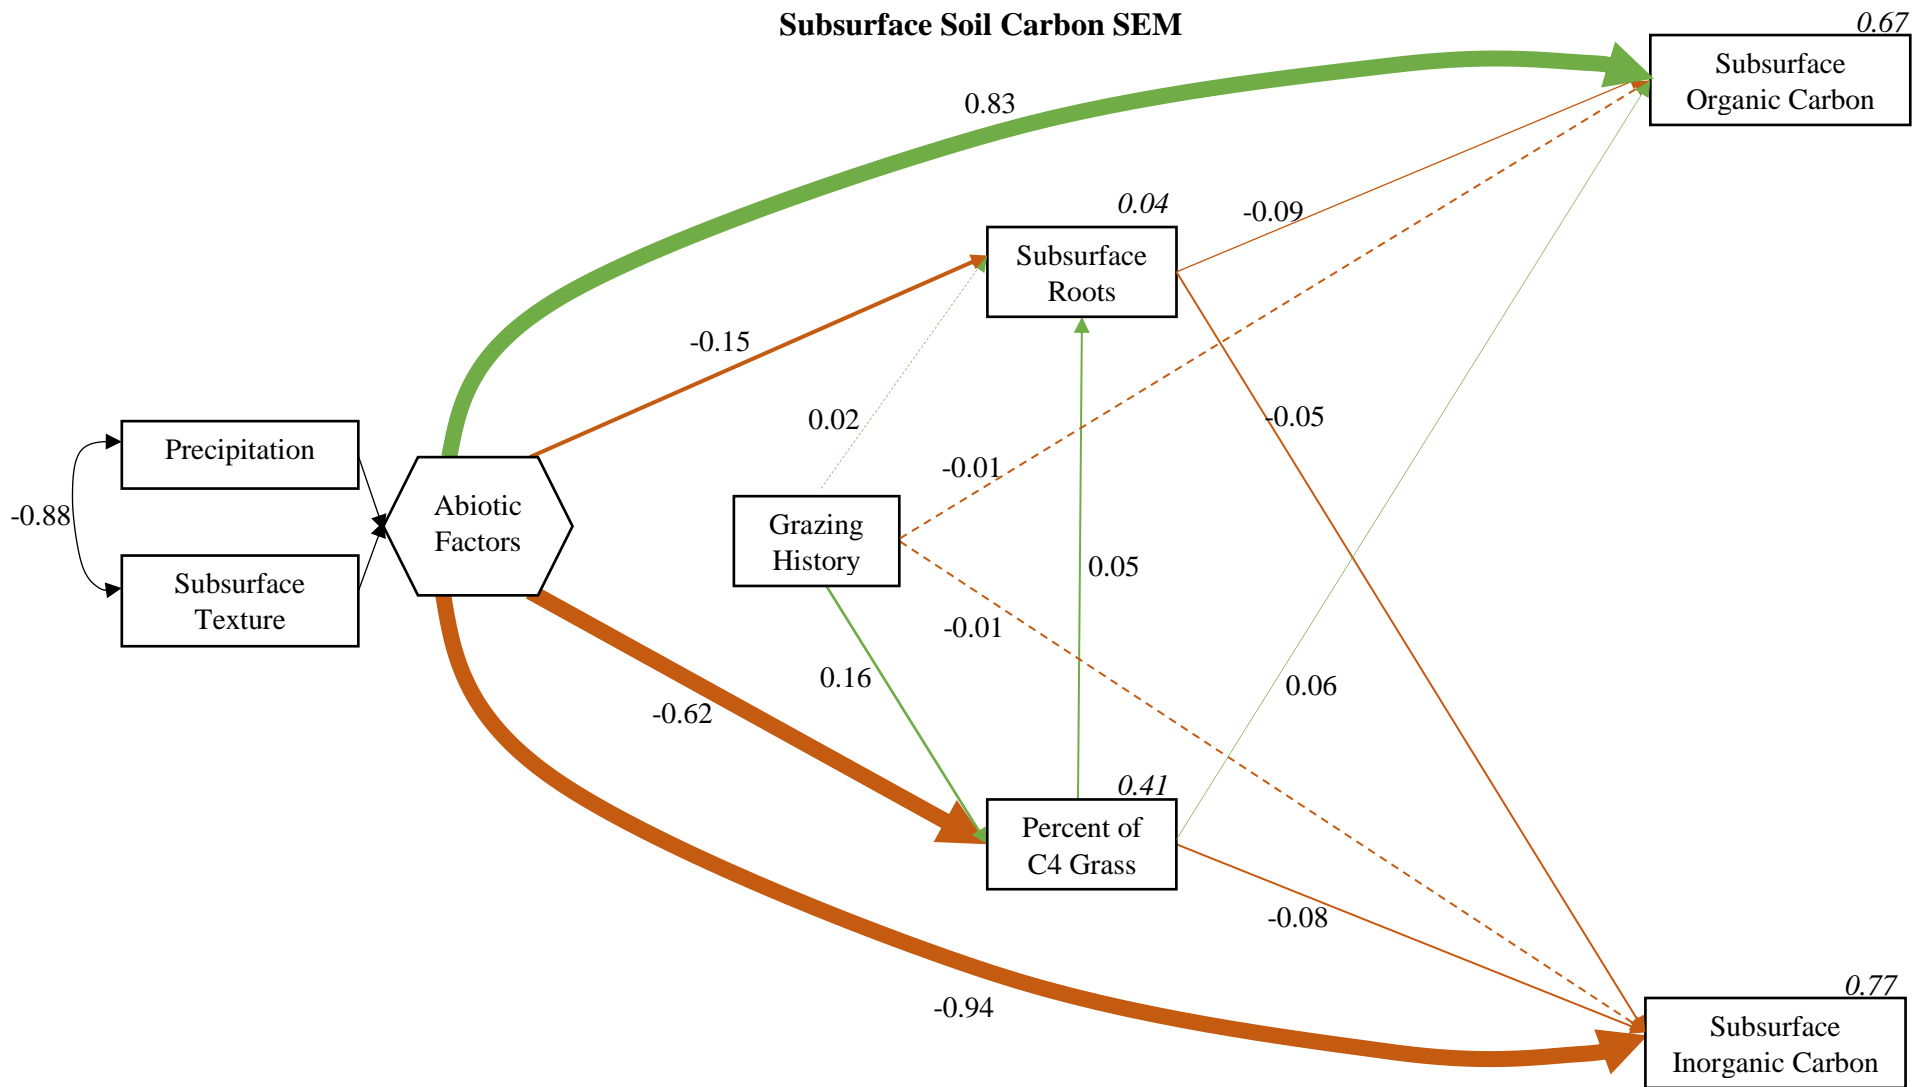 Subsurface Soil Carbon SEM
0.67
Subsurface
Organic Carbon
0.83
0.04
Subsurface
Roots
-0.09
-0.15
0.02
-0.05
Precipitation
-0.88
Abiotic
Factors
-0.01
Grazing
History
Subsurface
Texture
0.05
-0.01
0.16
-0.62
0.06
0.41
Percent of
C4 Grass
-0.08
-0.94
0.77
Subsurface
Inorganic Carbon